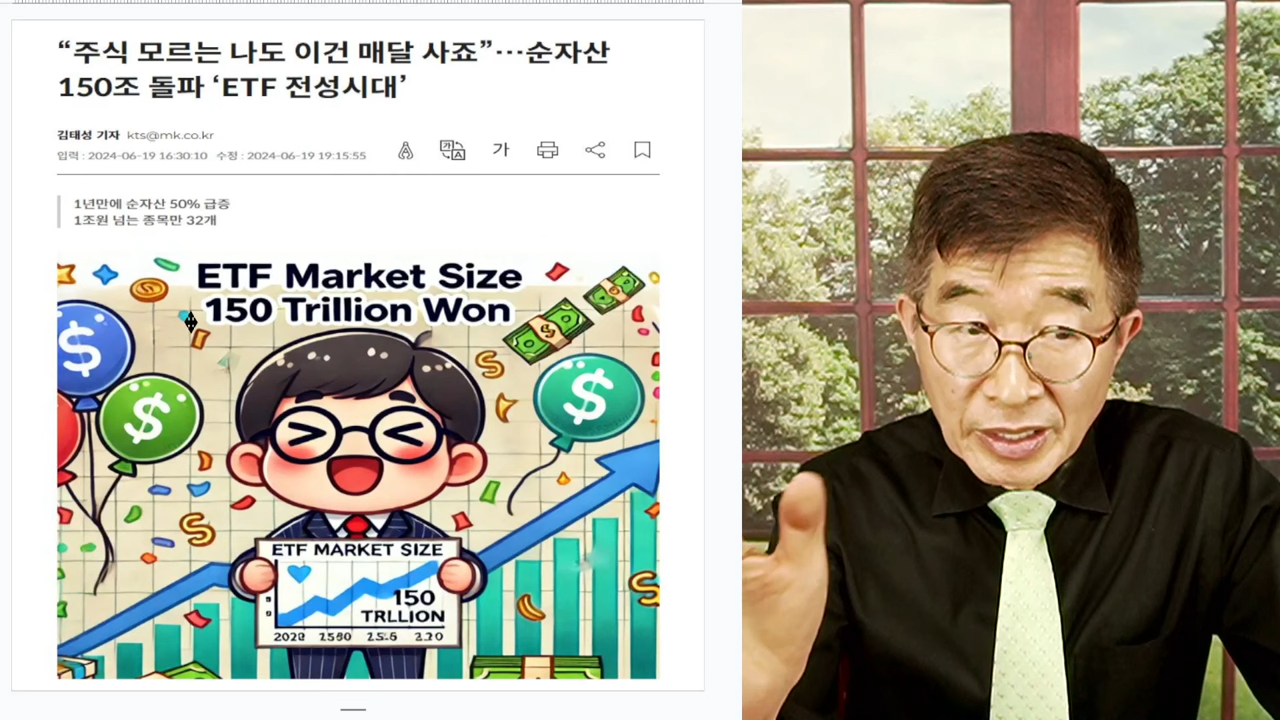 “주식 모르는 나도 이건 매달 사죠”…순자산
150조 돌파 ‘ETF 전성시대’
김태성 기자 kts@mk.co.kr
입력 : 2024-06-19 16:30:10 수정 : 2024-06-19 19:15:55
가
A
가
1년만에 순자산 50% 급증
1조원 넘는 종목만 32개
ETF Market Size
150 Trillion Won
$
$
$
ETF MARKET SIZE
150
TRLLION
2028 2.20